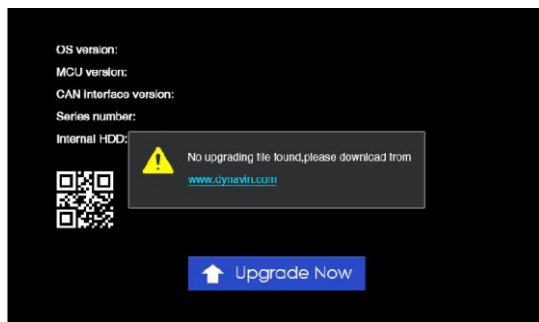 OS version:
MCU version:
CAN Interface version:
Series number:
Internal HDD:
No upgrading file found,please download from
www.dynavin.com
Upgrade Now